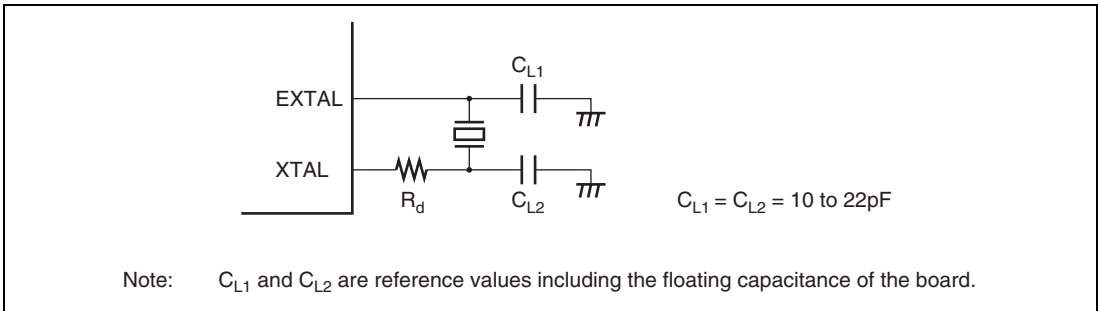 C_L1
EXTAL
XTAL
R_d
C_L2
C_L1 = C_L2 = 10 to 22pF
Note: C_L1 and C_L2 are reference values including the floating capacitance of the board.